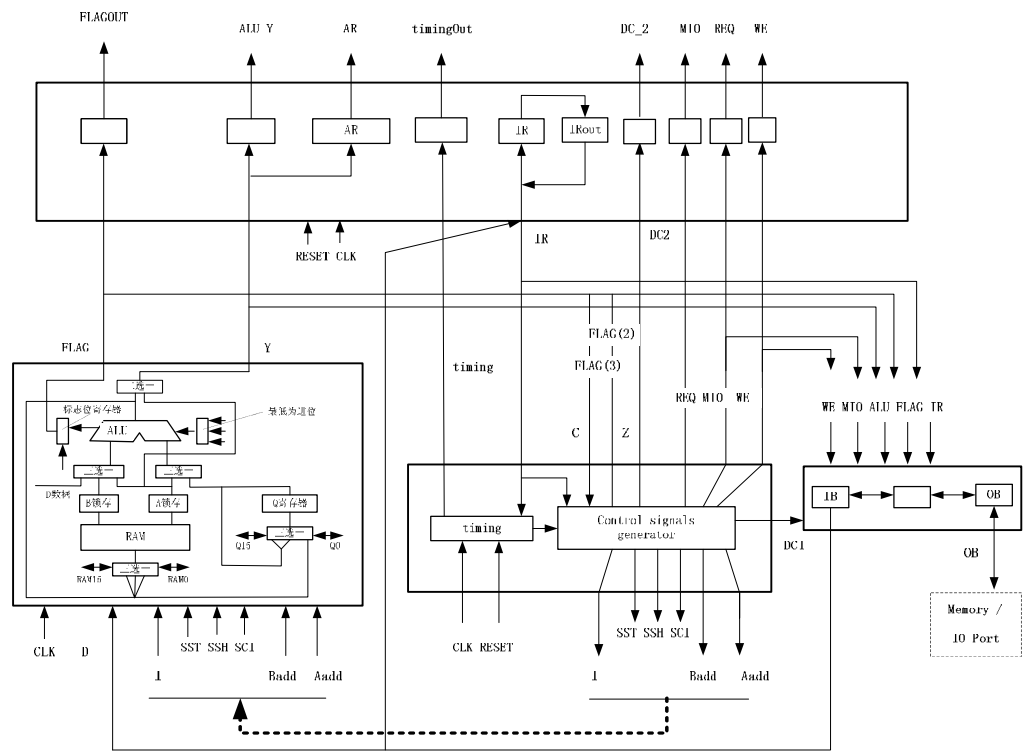 FLAGOUT
ALU Y
AR
timingOut
DC_2
MIO
REQ
WE
AR
IR
IRout
RESET CLK
IR
DC2
FLAG(2)
FLAG(3)
FLAG
Y
timing
REQ MIO WE
C
Z
WE MIO ALU FLAG IR
标志位寄存器
ALU
最低为进位
D数据
B锁存
A锁存
Q寄存器
RAM
Q15
Q0
RAM15
RAM0
timing
Control signals
generator
DC1
IB
OB
OB
Memory /
IO Port
CLK
D
I
SST SSH SCI
Badd
Aadd
CLK RESET
SST SSH SCI
I
Badd
Aadd